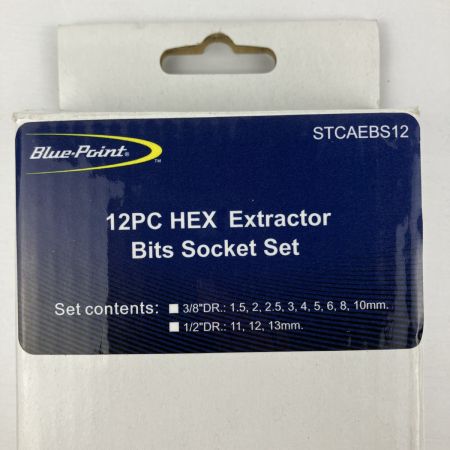 STCAEBS12
Blue-Point®
™
12PC HEX Extractor
Bits Socket Set
Set contents: ■ 3/8"DR.: 1.5, 2, 2.5, 3, 4, 5, 6, 8, 10mm.
■ 1/2"DR.: 11, 12, 13mm.